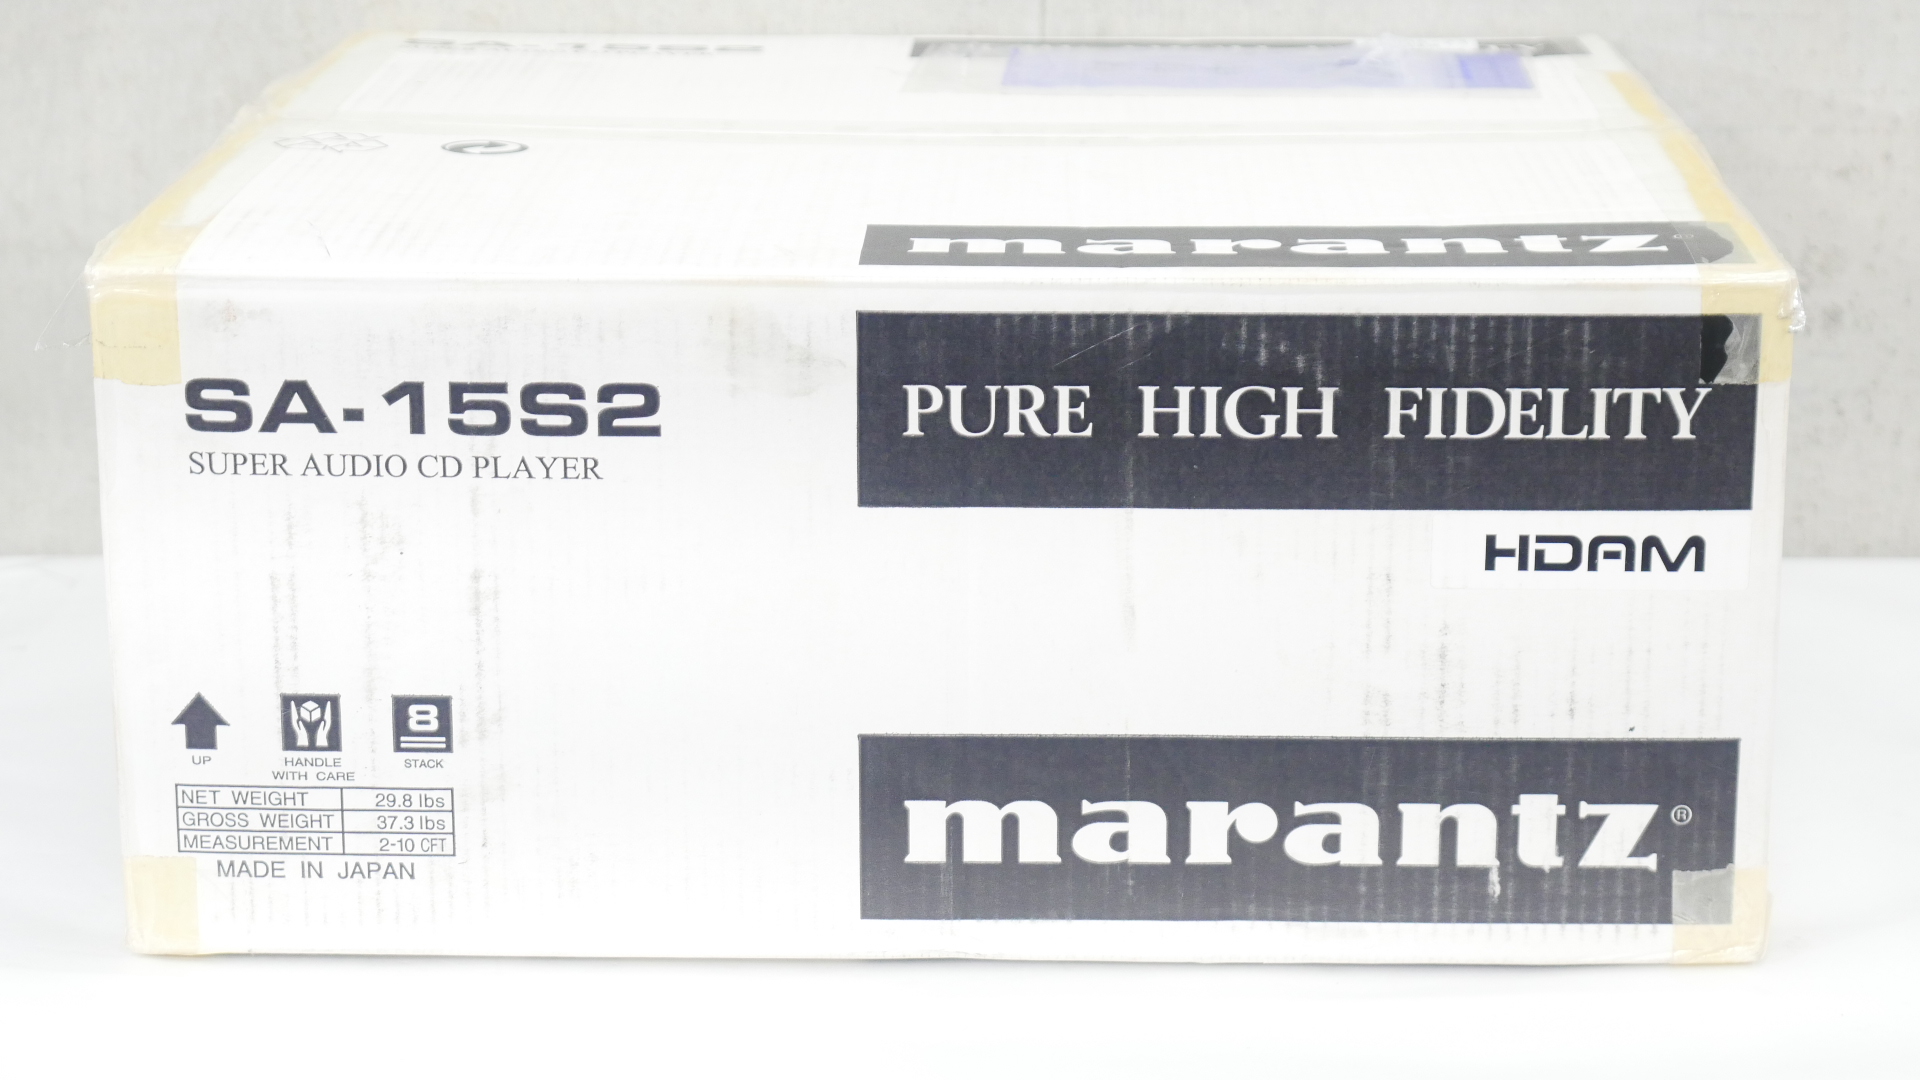 marantz
SA-15S2
SUPER AUDIO CD PLAYER
PURE HIGH FIDELITY
HDAM
UP
HANDLE
WITH CARE
8
STACK
NET WEIGHT 29.8 lbs
GROSS WEIGHT 37.3 lbs
MEASUREMENT 2-10 CFT
MADE IN JAPAN
marantz®